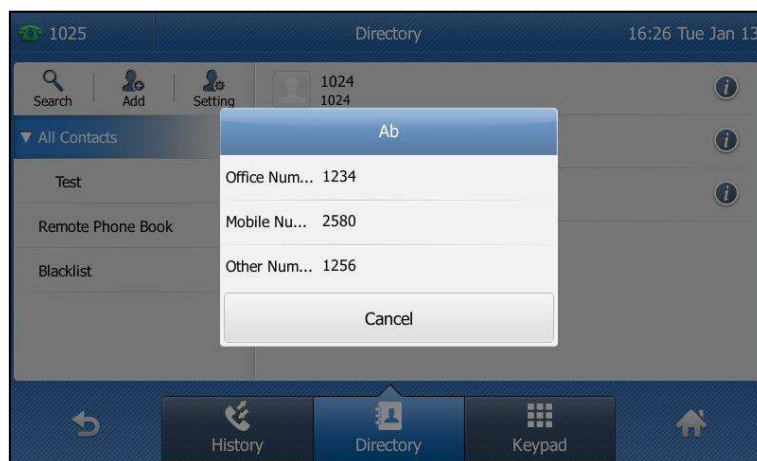 1025 Directory 16:26 Tue Jan 13
Search Add Setting
1024
1024
▼ All Contacts
Test
Remote Phone Book
Blacklist
Ab
Office Num... 1234
Mobile Nu... 2580
Other Num... 1256
Cancel
History Directory Keypad